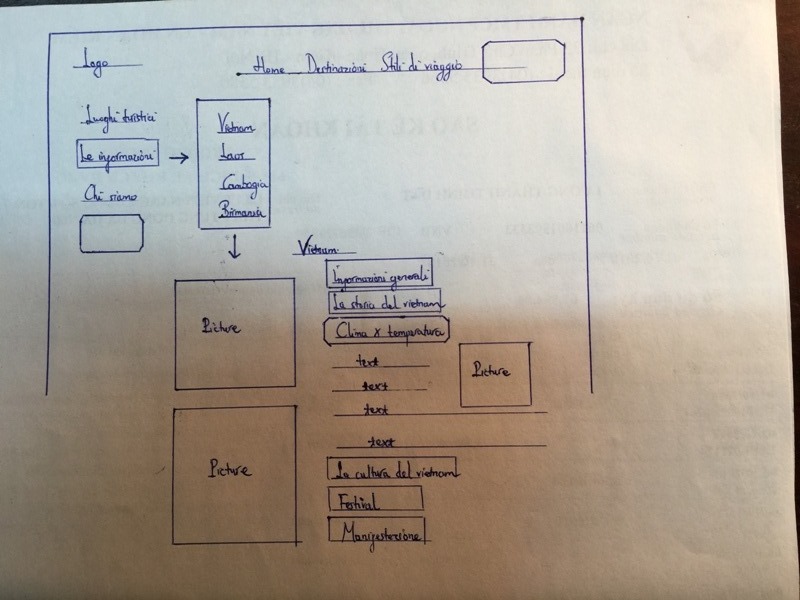 Logo
Home Destinazioni Stili di viaggio
Luoghi turistici
Le informazioni
Chi siamo
Vietnam
Laos
Cambogia
Birmania
Vietnam
Informazioni generali
La storia del vietnam
Clima x temperatura
Picture
text
text
text
text
Picture
Picture
La cultura del vietnam
Festival
Manifestazione